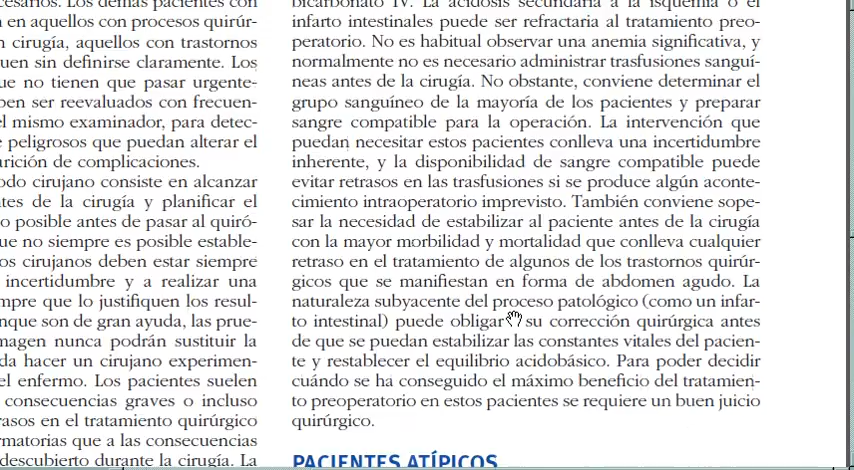 cesarios. Los demás pacientes con
n en aquellos con procesos quirúr-
n cirugía, aquellos con trastornos
uen sin definirse claramente. Los
ue no tienen que pasar urgente-
ben ser reevaluados con frecuen-
el mismo examinador, para detec-
e peligrosos que puedan alterar el
arición de complicaciones.
odo cirujano consiste en alcanzar
tes de la cirugía y planificar el
o posible antes de pasar al quiró-
ue no siempre es posible estable-
os cirujanos deben estar siempre
incertidumbre y a realizar una
mpre que lo justifiquen los resul-
nque son de gran ayuda, las prue-
magen nunca podrán sustituir la
da hacer un cirujano experimen-
el enfermo. Los pacientes suelen
consecuencias graves o incluso
rasos en el tratamiento quirúrgico
rmatorias que a las consecuencias
descubierto durante la cirugía. La
bicarbonato IV. La acidosis secundaria a la isquemia o el
infarto intestinales puede ser refractaria al tratamiento preo-
peratorio. No es habitual observar una anemia significativa, y
normalmente no es necesario administrar trasfusiones sanguí-
neas antes de la cirugía. No obstante, conviene determinar el
grupo sanguíneo de la mayoría de los pacientes y preparar
sangre compatible para la operación. La intervención que
puedan necesitar estos pacientes conlleva una incertidumbre
inherente, y la disponibilidad de sangre compatible puede
evitar retrasos en las trasfusiones si se produce algún aconte-
cimiento intraoperatorio imprevisto. También conviene sope-
sar la necesidad de estabilizar al paciente antes de la cirugía
con la mayor morbilidad y mortalidad que conlleva cualquier
retraso en el tratamiento de algunos de los trastornos quirúr-
gicos que se manifiestan en forma de abdomen agudo. La
naturaleza subyacente del proceso patológico (como un infar-
to intestinal) puede obligar su corrección quirúrgica antes
de que se puedan estabilizar las constantes vitales del pacien-
te y restablecer el equilibrio acidobásico. Para poder decidir
cuándo se ha conseguido el máximo beneficio del tratamien-
to preoperatorio en estos pacientes se requiere un buen juicio
quirúrgico.
PACIENTES ATÍPICOS